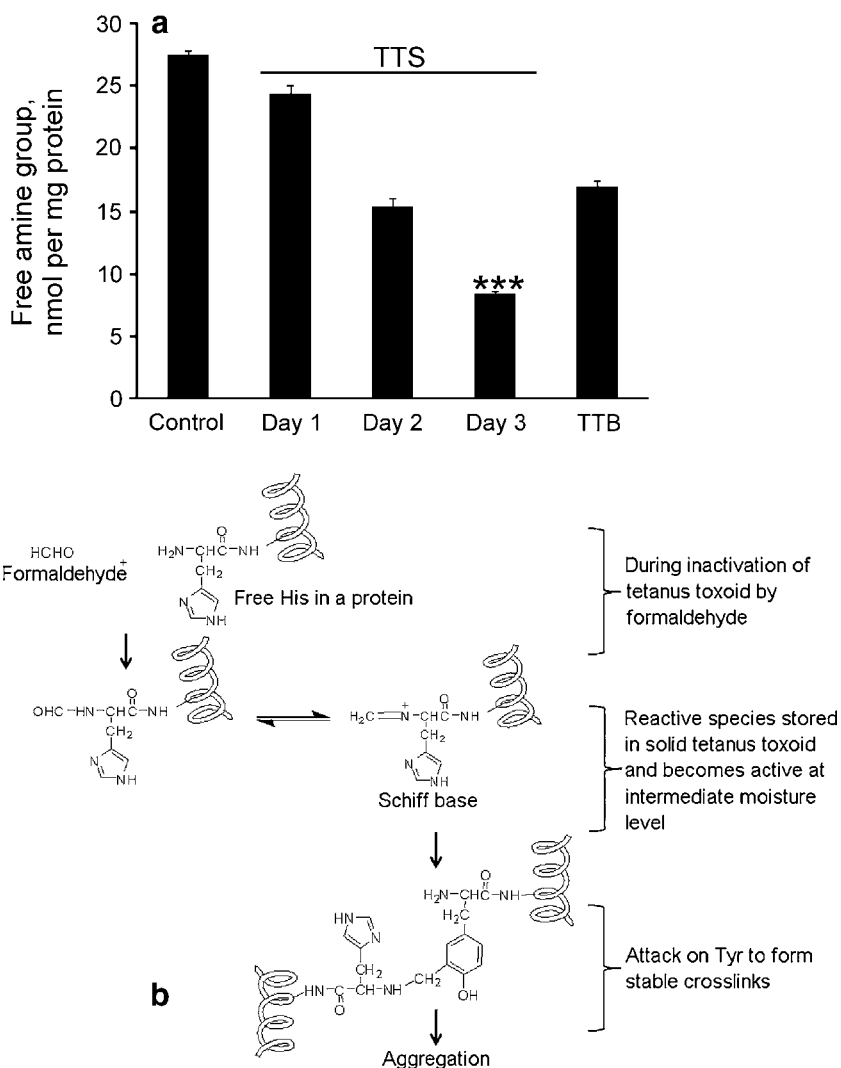 a
TTS
Free amine group,
nmol per mg protein
30
25
20
15
10
5
0
***
Control
Day 1
Day 2
Day 3
TTB
HCHO
Formaldehyde
+
H₂N—CH—C—NH
O
CH₂
N
NH
Free His in a protein
During inactivation of
tetanus toxoid by
formaldehyde
OHC—NH—CH—C—NH
O
CH₂
N
NH
H₂C=N—CH—C—NH
+
O
CH₂
N
NH
Schiff base
Reactive species stored
in solid tetanus toxoid
and becomes active at
intermediate moisture
level
H₂N—CH—C—NH
O
H₂C
HN
N
CH₂
HN—C—CH—NH—CH₂
O
OH
Attack on Tyr to form
stable crosslinks
b
Aggregation